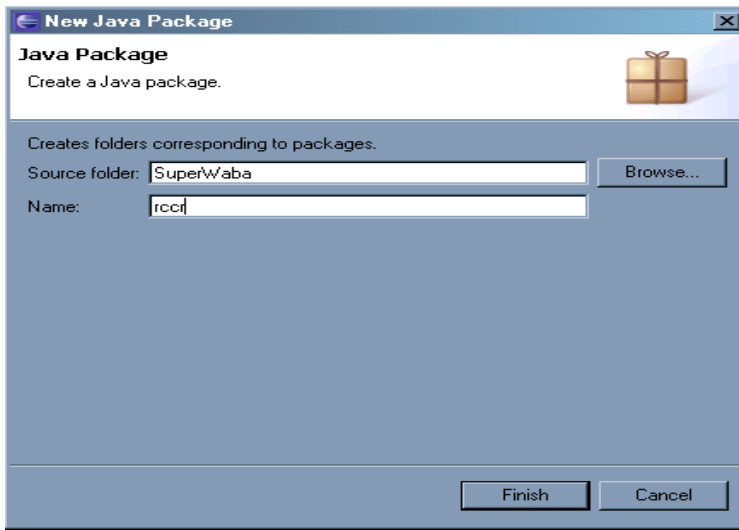 New Java Package
Java Package
Create a Java package.
Creates folders corresponding to packages.
Source folder: SuperWaba Browse...
Name: rccr
Finish Cancel